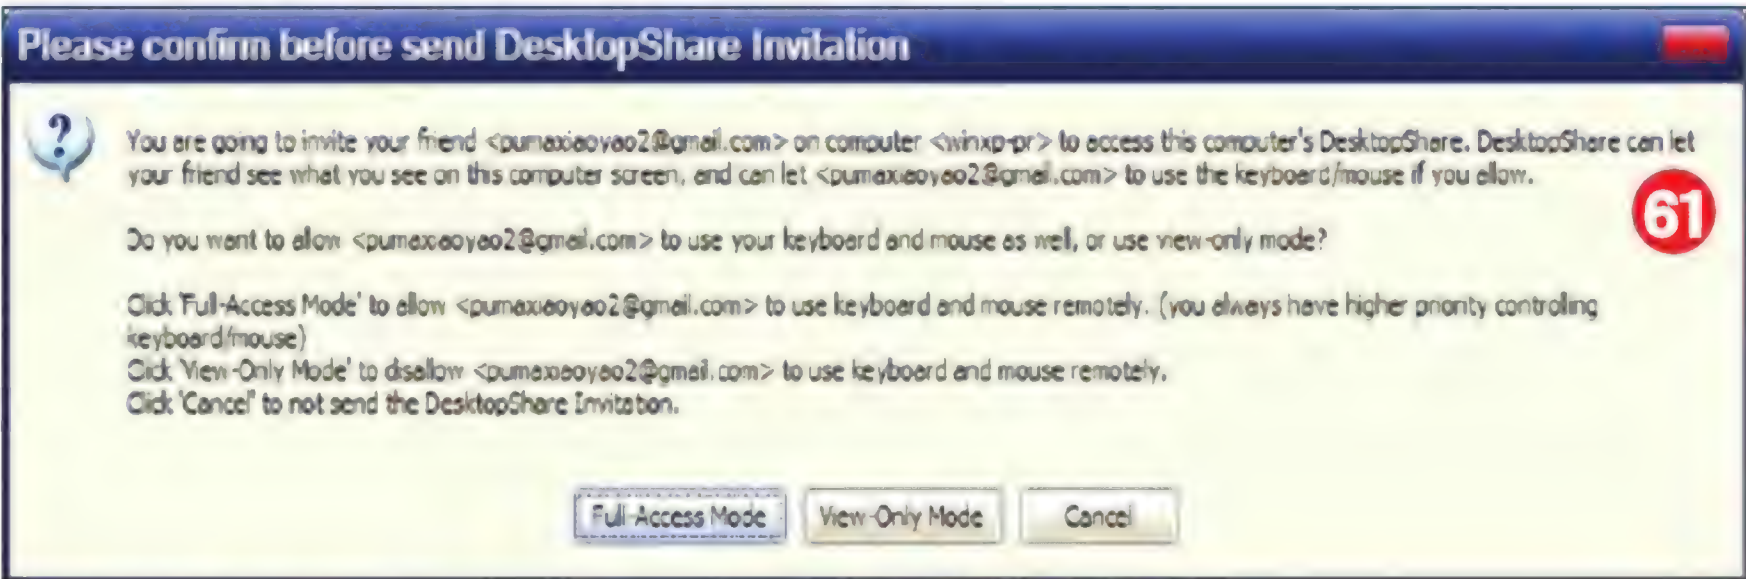 Please confirm before send DesktopShare Invitation
You are going to invite your friend <pumaxiaoyao2@gmail.com> on computer <winxp-pr> to access this computer's DesktopShare. DesktopShare can let
your friend see what you see on this computer screen, and can let <pumaxiaoyao2@gmail.com> to use the keyboard/mouse if you allow.
61
Do you want to allow <pumaxiaoyao2@gmail.com> to use your keyboard and mouse as well, or use view-only mode?
Click 'Full-Access Mode' to allow <pumaxiaoyao2@gmail.com> to use keyboard and mouse remotely. (you always have higher priority controlling
keyboard/mouse)
Click 'View-Only Mode' to disallow <pumaxiaoyao2@gmail.com> to use keyboard and mouse remotely.
Click 'Cancel' to not send the DesktopShare Invitation.
Full-Access Mode View-Only Mode Cancel